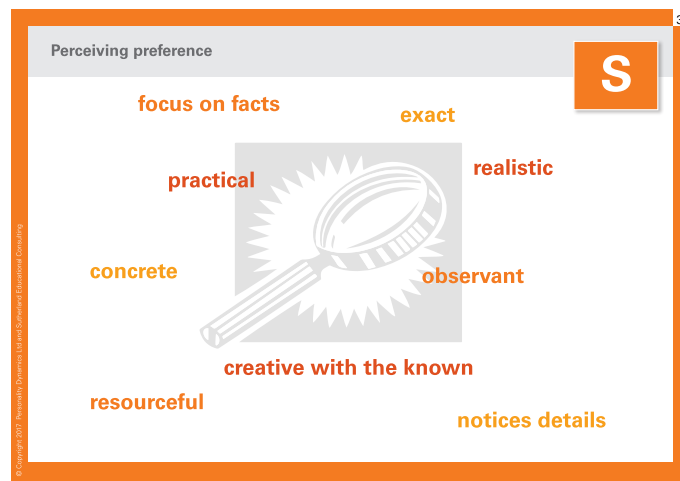 3
Perceiving preference
S
focus on facts
exact
practical
realistic
concrete
observant
creative with the known
resourceful
notices details
© Copyright 2017 Personality Dynamics Ltd and Sutherland Educational Consulting